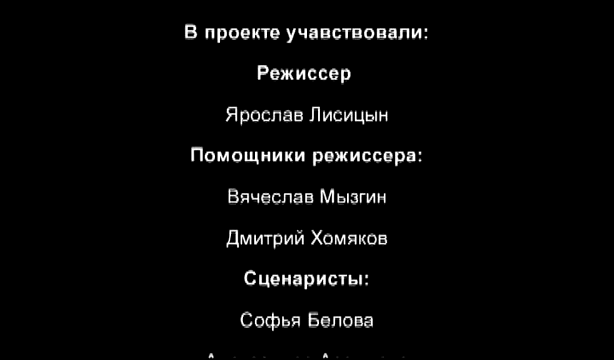 В проекте учавствовали:
Режиссер
Ярослав Лисицын
Помощники режиссера:
Вячеслав Мызгин
Дмитрий Хомяков
Сценаристы:
Софья Белова